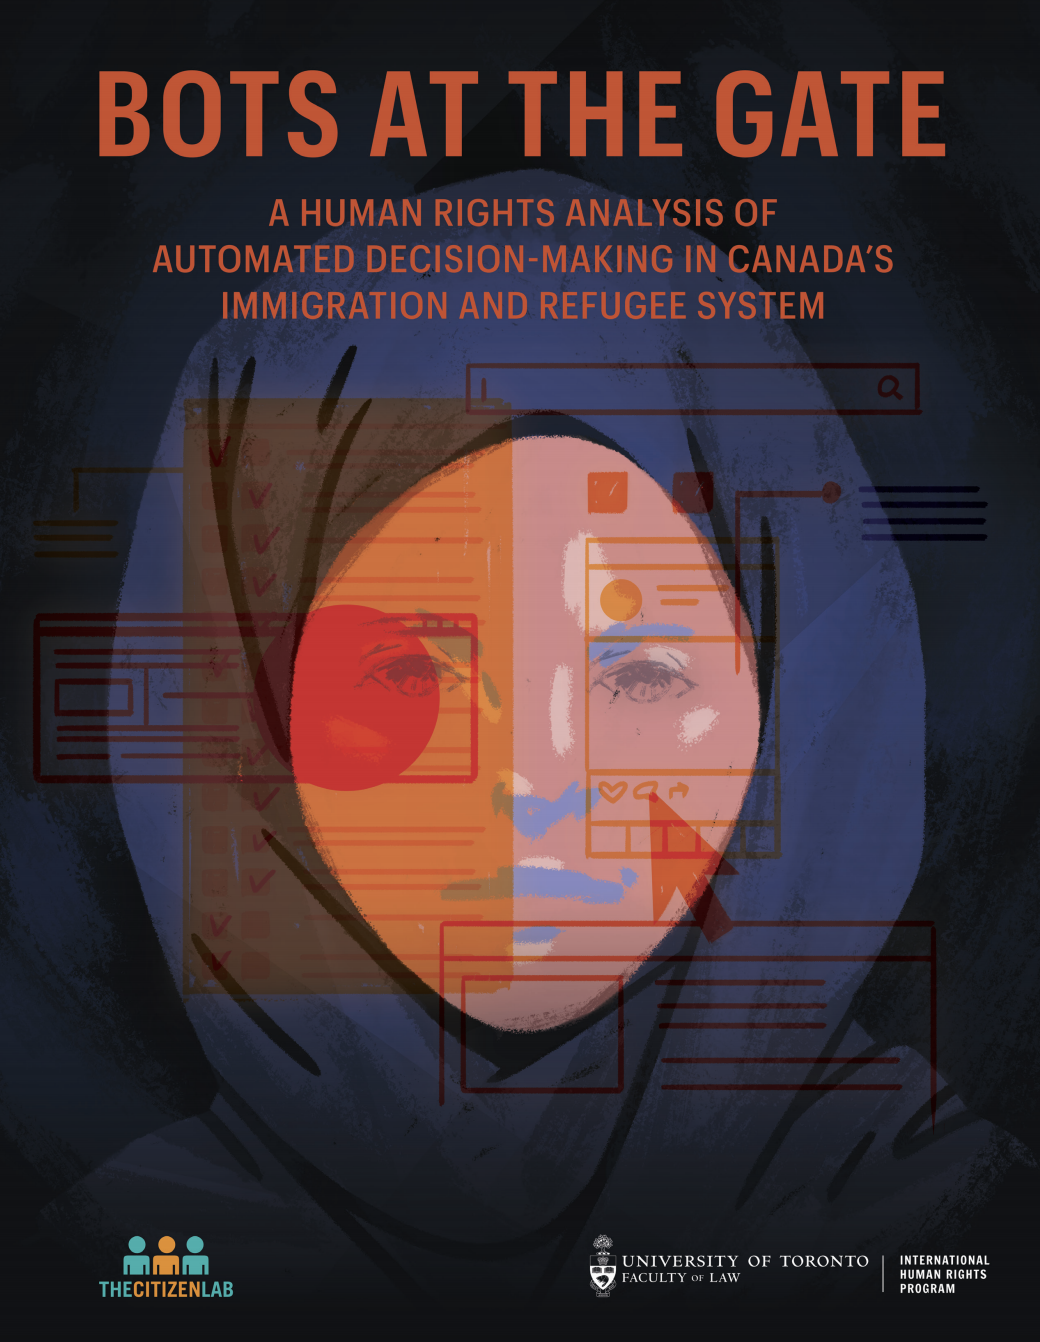 BOTS AT THE GATE
A HUMAN RIGHTS ANALYSIS OF
AUTOMATED DECISION-MAKING IN CANADA'S
IMMIGRATION AND REFUGEE SYSTEM
THECITIZENLAB
UNIVERSITY OF TORONTO
FACULTY OF LAW
INTERNATIONAL
HUMAN RIGHTS
PROGRAM